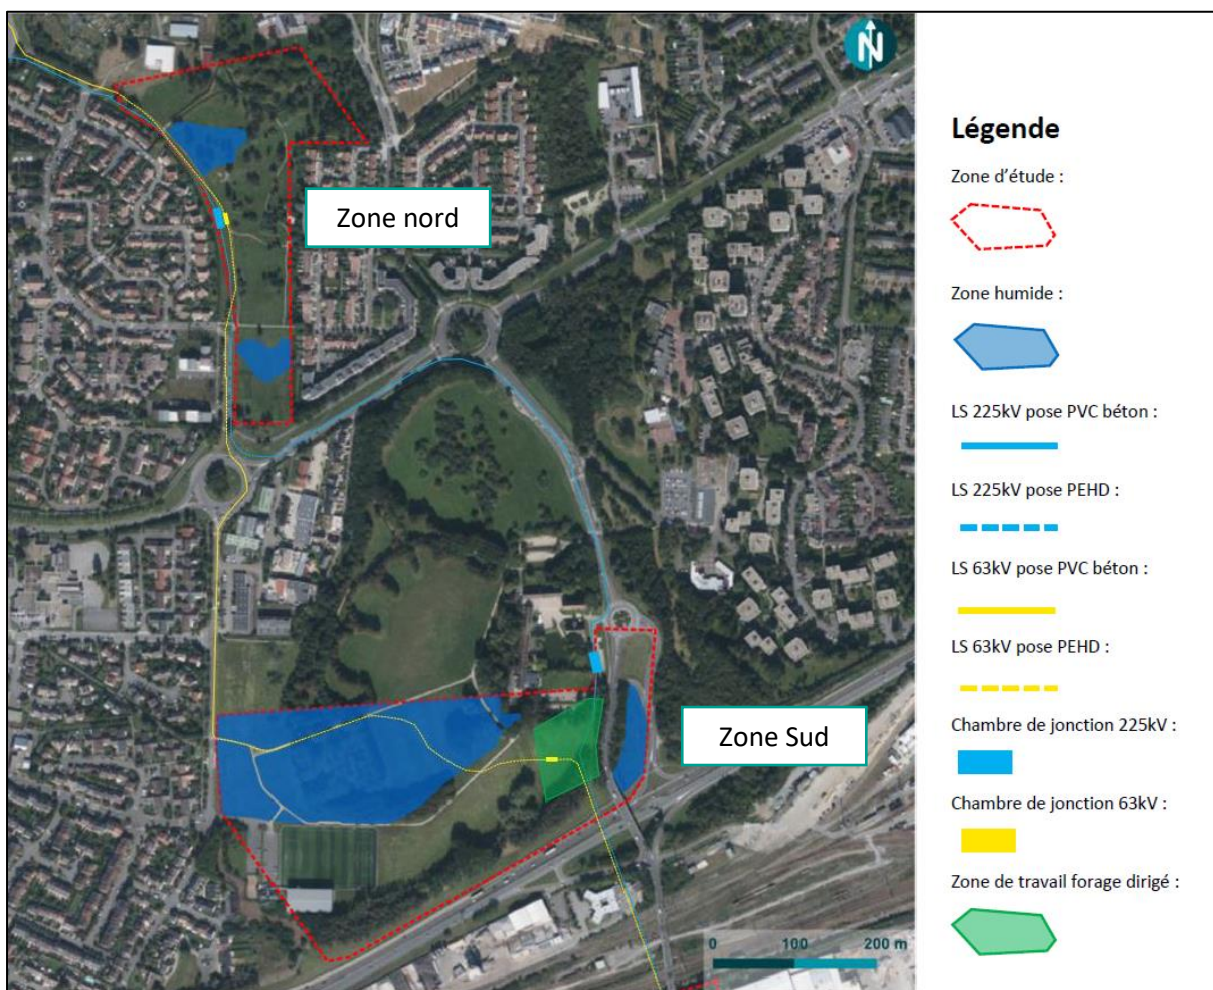 N
Zone nord
Zone Sud
0 100 200 m
Légende
Zone d'étude :
Zone humide :
LS 225kV pose PVC béton :
LS 225kV pose PEHD :
LS 63kV pose PVC béton :
LS 63kV pose PEHD :
Chambre de jonction 225kV :
Chambre de jonction 63kV :
Zone de travail forage dirigé :